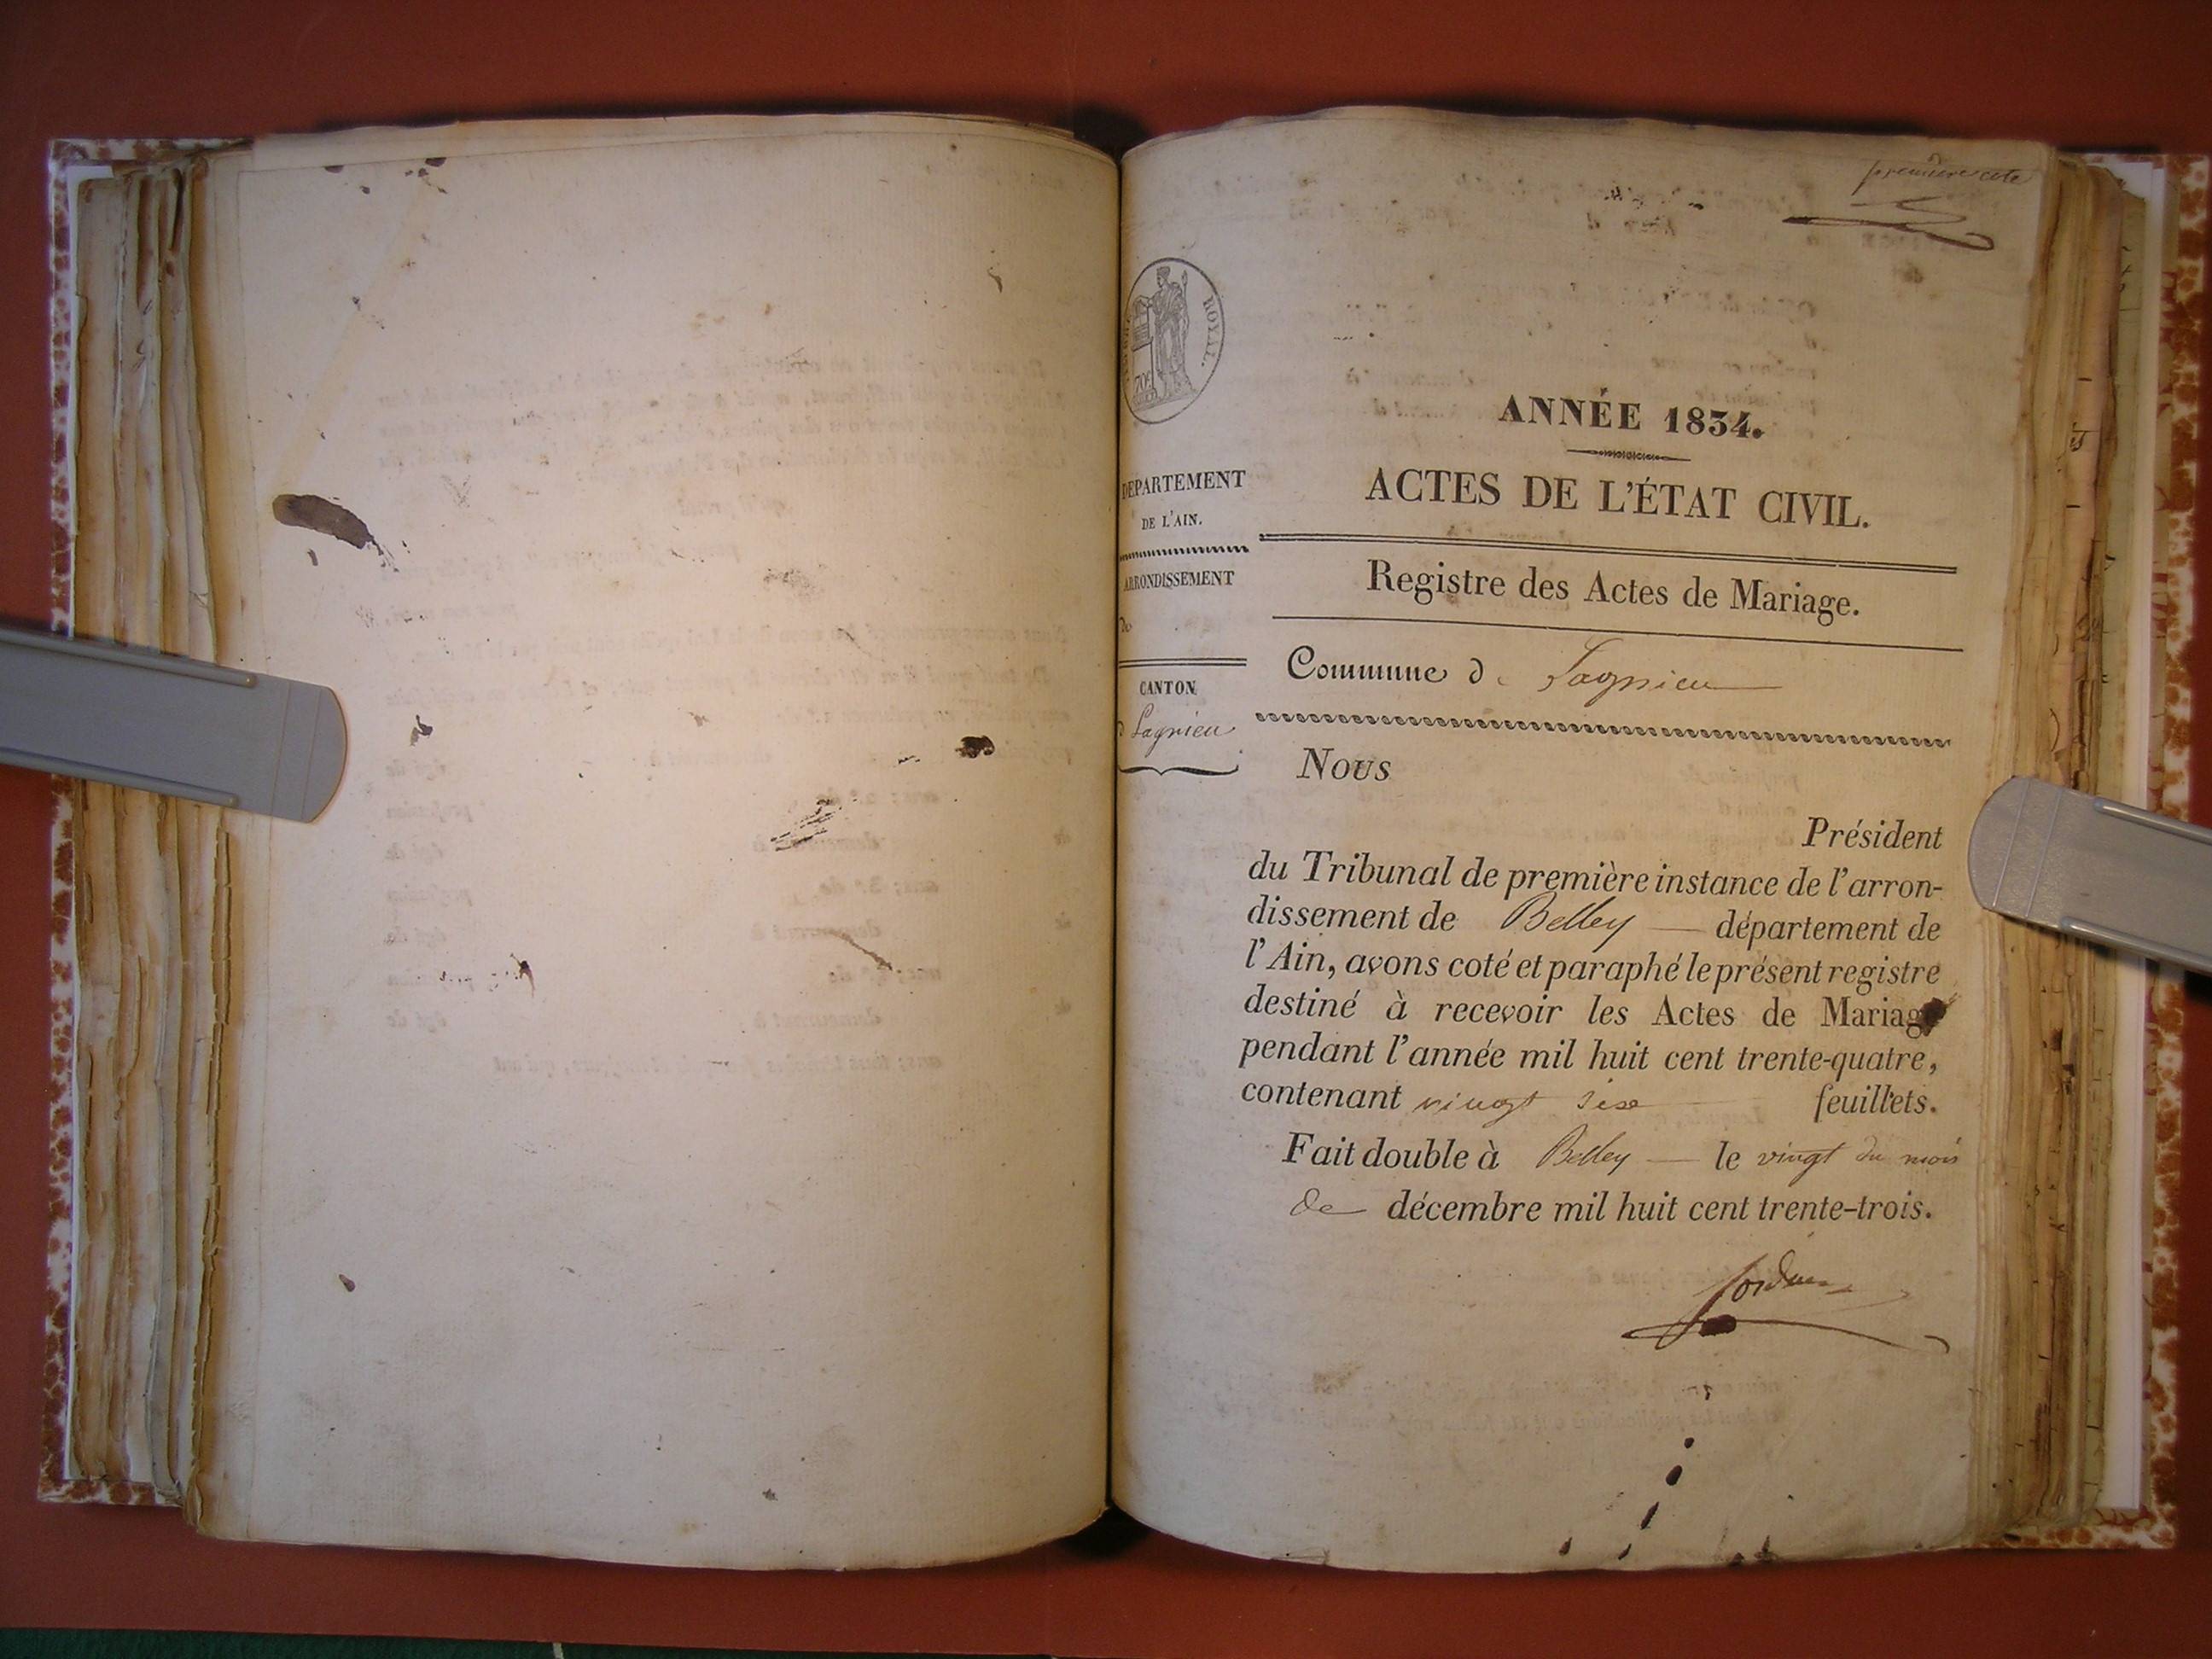 première cote
ROYAL.
70c
ANNÉE 1834.
ACTES DE L'ÉTAT CIVIL.
DEPARTEMENT
DE L'AIN.
Registre des Actes de Mariage.
ARRONDISSEMENT
de
Commune de Lagnieu
CANTON
d Lagnieu
Nous
Président
du Tribunal de première instance de l'arron-
dissement de Belley — département de
l'Ain, avons coté et paraphé le présent registre
destiné à recevoir les Actes de Mariage
pendant l'année mil huit cent trente-quatre,
contenant vingt six feuillets.
Fait double à Belley — le vingt du mois
de décembre mil huit cent trente-trois.